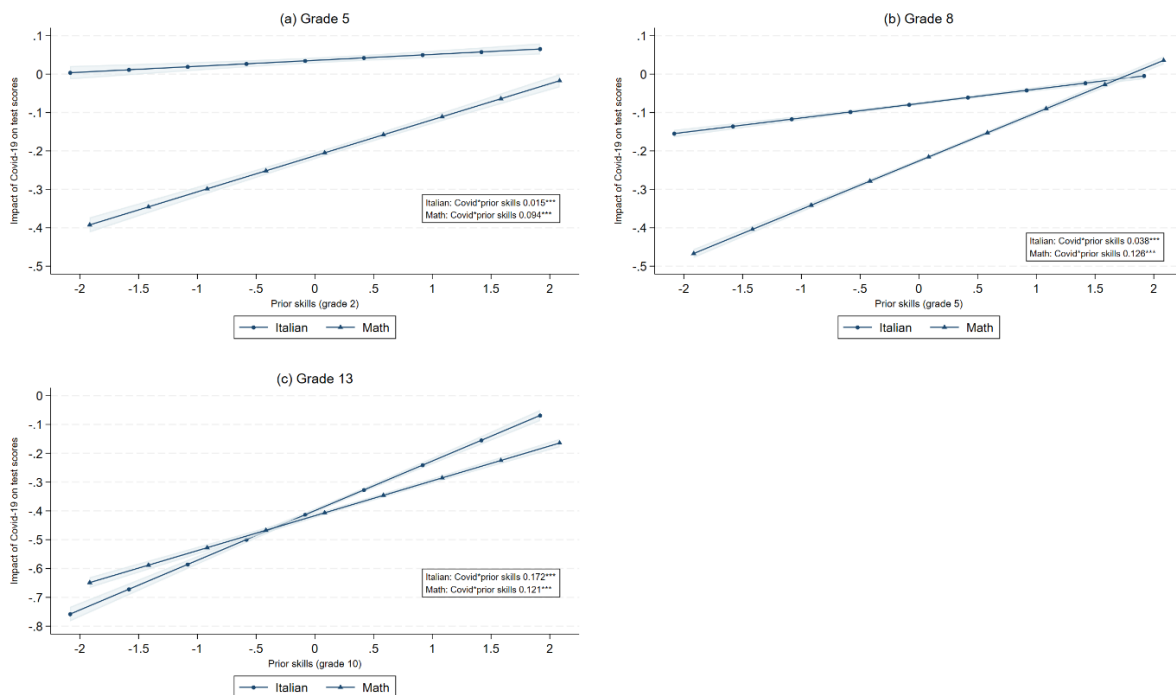 (a) Grade 5
Impact of Covid-19 on test scores
.1
0
-.1
-.2
-.3
-.4
-.5
Italian: Covid*prior skills 0.015***
Math: Covid*prior skills 0.094***
-2 -1.5 -1 -.5 0 .5 1 1.5 2
Prior skills (grade 2)
Italian Math
(b) Grade 8
Impact of Covid-19 on test scores
.1
0
-.1
-.2
-.3
-.4
-.5
Italian: Covid*prior skills 0.038***
Math: Covid*prior skills 0.126***
-2 -1.5 -1 -.5 0 .5 1 1.5 2
Prior skills (grade 5)
Italian Math
(c) Grade 13
Impact of Covid-19 on test scores
0
-.1
-.2
-.3
-.4
-.5
-.6
-.7
-.8
Italian: Covid*prior skills 0.172***
Math: Covid*prior skills 0.121***
-2 -1.5 -1 -.5 0 .5 1 1.5 2
Prior skills (grade 10)
Italian Math